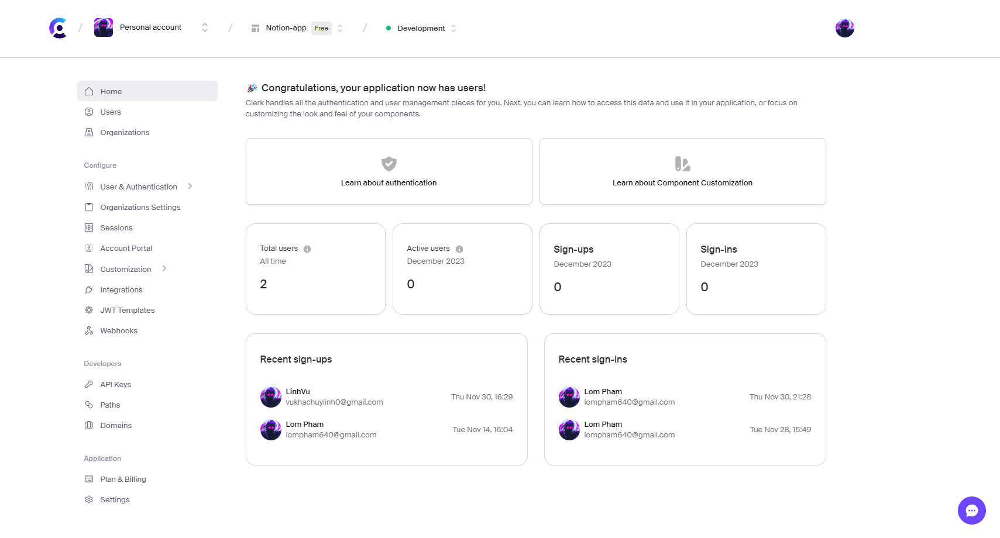 Personal account
Notion-app
Free
Development
Home
Users
Organizations
Configure
User & Authentication
Organizations Settings
Sessions
Account Portal
Customization
Integrations
JWT Templates
Webhooks
Developers
API Keys
Paths
Domains
Application
Plan & Billing
Settings
🎉 Congratulations, your application now has users!
Clerk handles all the authentication and user management pieces for you. Next, you can learn how to access this data and use it in your application, or focus on
customizing the look and feel of your components.
Learn about authentication
Learn about Component Customization
Total users
All time
2
Active users
December 2023
0
Sign-ups
December 2023
0
Sign-ins
December 2023
0
Recent sign-ups
LinhVu
vukhachuylinh0@gmail.com
Thu Nov 30, 16:29
Lom Pham
lompham640@gmail.com
Tue Nov 14, 16:04
Recent sign-ins
Lom Pham
lompham640@gmail.com
Thu Nov 30, 21:28
Lom Pham
lompham640@gmail.com
Tue Nov 28, 15:49